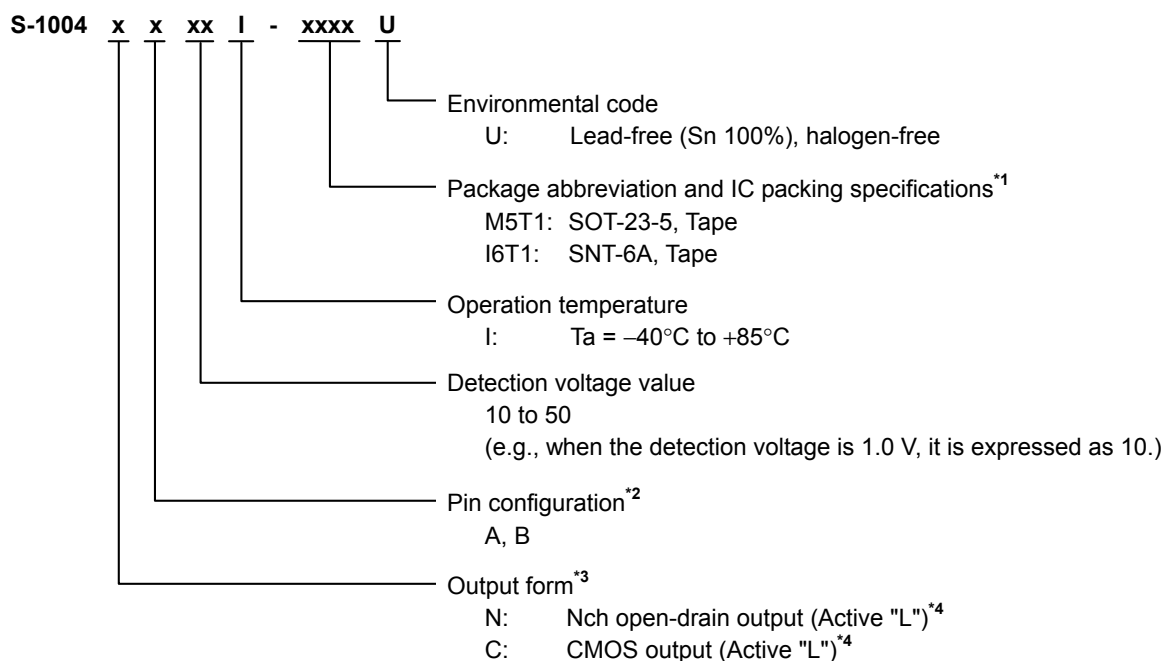 S-1004 x x xx I - xxxx U
Environmental code
U: Lead-free (Sn 100%), halogen-free
Package abbreviation and IC packing specifications*1
M5T1: SOT-23-5, Tape
I6T1: SNT-6A, Tape
Operation temperature
I: Ta = −40°C to +85°C
Detection voltage value
10 to 50
(e.g., when the detection voltage is 1.0 V, it is expressed as 10.)
Pin configuration*2
A, B
Output form*3
N: Nch open-drain output (Active "L")*4
C: CMOS output (Active "L")*4